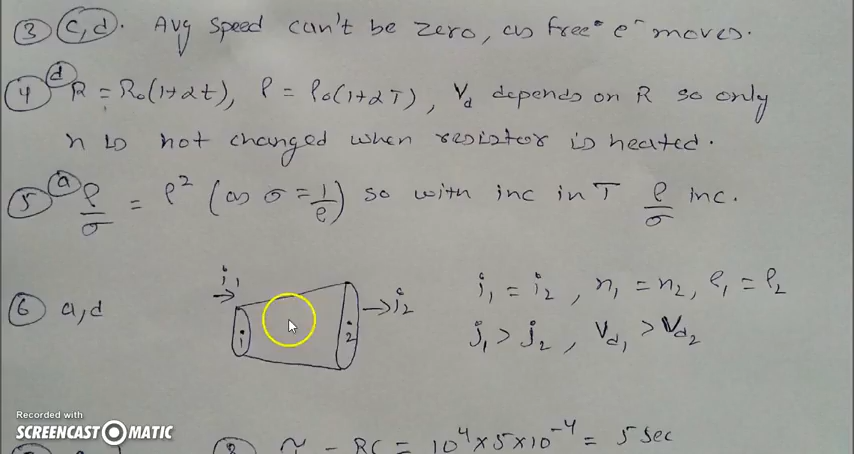 ③ (c,d). Avg Speed can't be zero, as free e⁻ moves.
④ d R = R₀(1+αt), ρ = ρ₀(1+αT), Vd depends on R so only
n is not changed when resistor is heated.
⑤ a ρ/σ = ρ² (as σ = 1/ρ) so with inc in T ρ/σ inc.
⑥ a,d i₁ 1 2 → i₂ i₁ = i₂, n₁ = n₂, ρ₁ = ρ₂
j₁ > j₂, Vd₁ > Vd₂
Recorded with
SCREENCAST MATIC
RC = 10⁴×5×10⁻⁴ = 5 sec